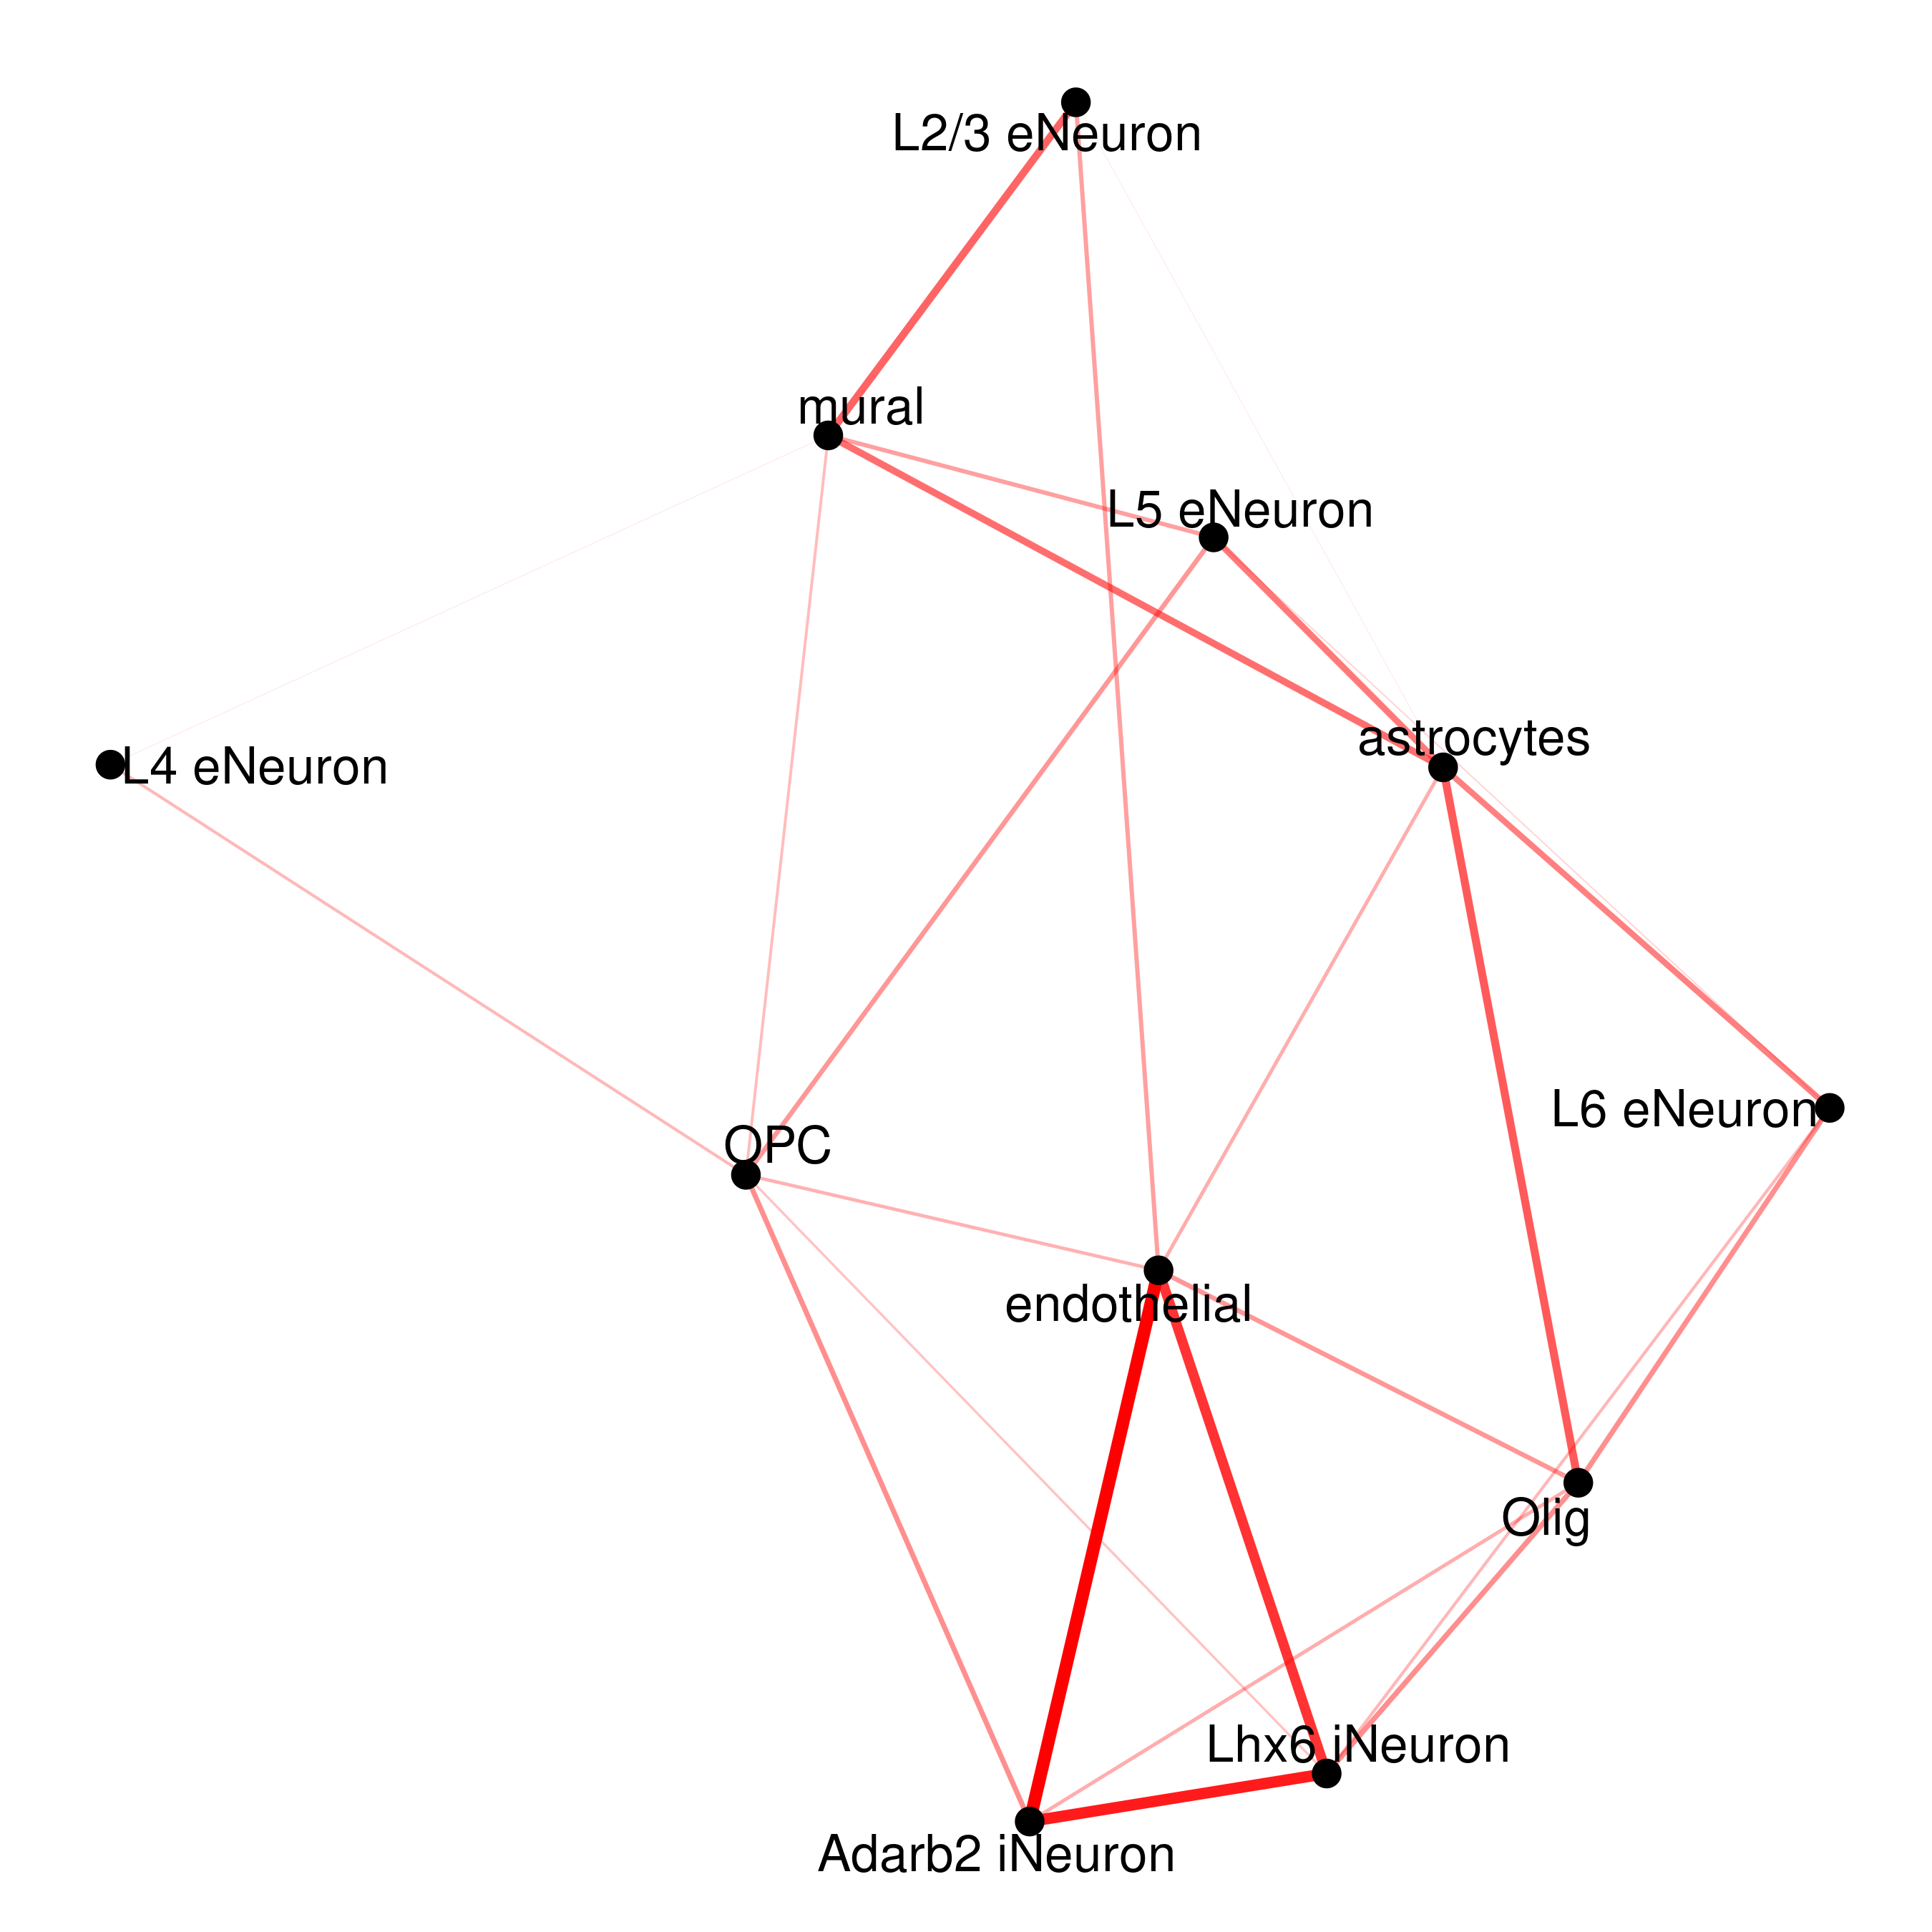 L2/3 eNeuron
mural
L5 eNeuron
astrocytes
L4 eNeuron
L6 eNeuron
OPC
endothelial
Olig
Lhx6 iNeuron
Adarb2 iNeuron